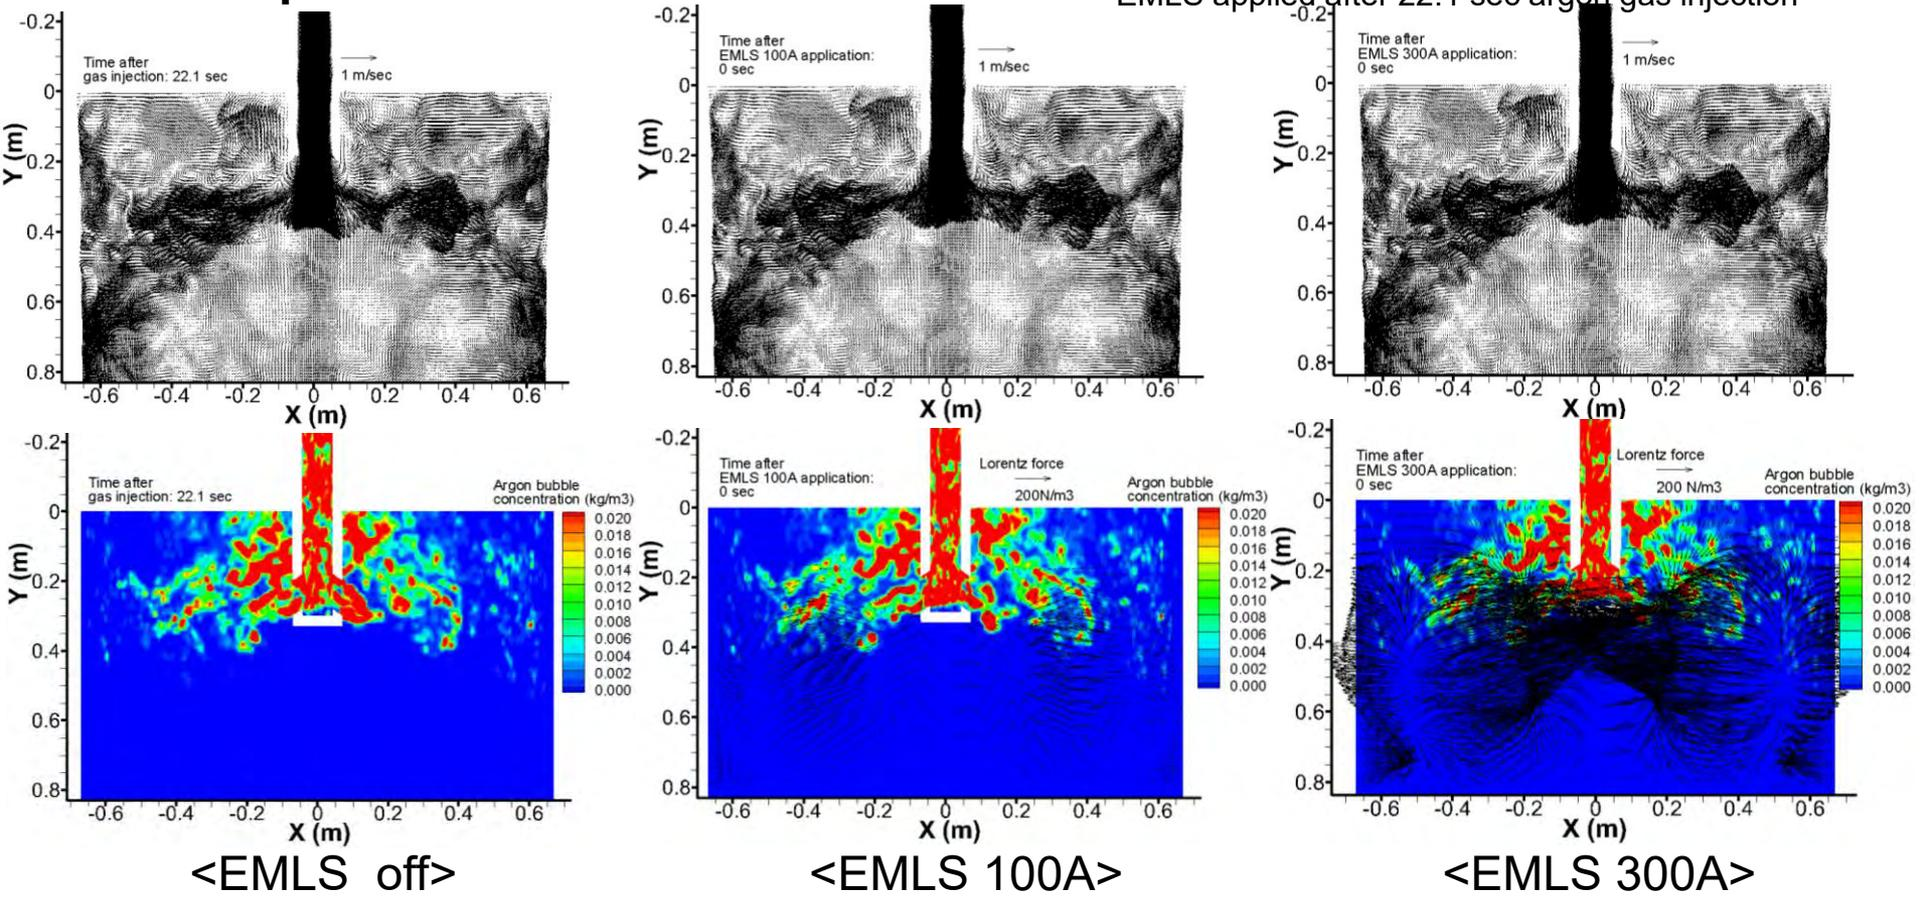 EMLS applied after 22.1 sec argon gas injection
-0.2
0
0.2
0.4
0.6
0.8
Y (m)
Time after
gas injection: 22.1 sec
1 m/sec
-0.6 -0.4 -0.2 0 0.2 0.4 0.6
X (m)
-0.2
0
0.2
0.4
0.6
0.8
Y (m)
Time after
EMLS 100A application:
0 sec
1 m/sec
-0.6 -0.4 -0.2 0 0.2 0.4 0.6
X (m)
-0.2
0
0.2
0.4
0.6
0.8
Y (m)
Time after
EMLS 300A application:
0 sec
1 m/sec
-0.6 -0.4 -0.2 0 0.2 0.4 0.6
X (m)
-0.2
0
0.2
0.4
0.6
0.8
Y (m)
Time after
gas injection: 22.1 sec
Argon bubble
concentration (kg/m3)
0.020
0.018
0.016
0.014
0.012
0.010
0.008
0.006
0.004
0.002
0.000
-0.6 -0.4 -0.2 0 0.2 0.4 0.6
X (m)
<EMLS off>
-0.2
0
0.2
0.4
0.6
0.8
Y (m)
Time after
EMLS 100A application:
0 sec
Lorentz force
200N/m3
Argon bubble
concentration (kg/m3)
0.020
0.018
0.016
0.014
0.012
0.010
0.008
0.006
0.004
0.002
0.000
-0.6 -0.4 -0.2 0 0.2 0.4 0.6
X (m)
<EMLS 100A>
-0.2
0
0.2
0.4
0.6
0.8
Y (m)
Time after
EMLS 300A application:
0 sec
Lorentz force
200 N/m3
Argon bubble
concentration (kg/m3)
0.020
0.018
0.016
0.014
0.012
0.010
0.008
0.006
0.004
0.002
0.000
-0.6 -0.4 -0.2 0 0.2 0.4 0.6
X (m)
<EMLS 300A>